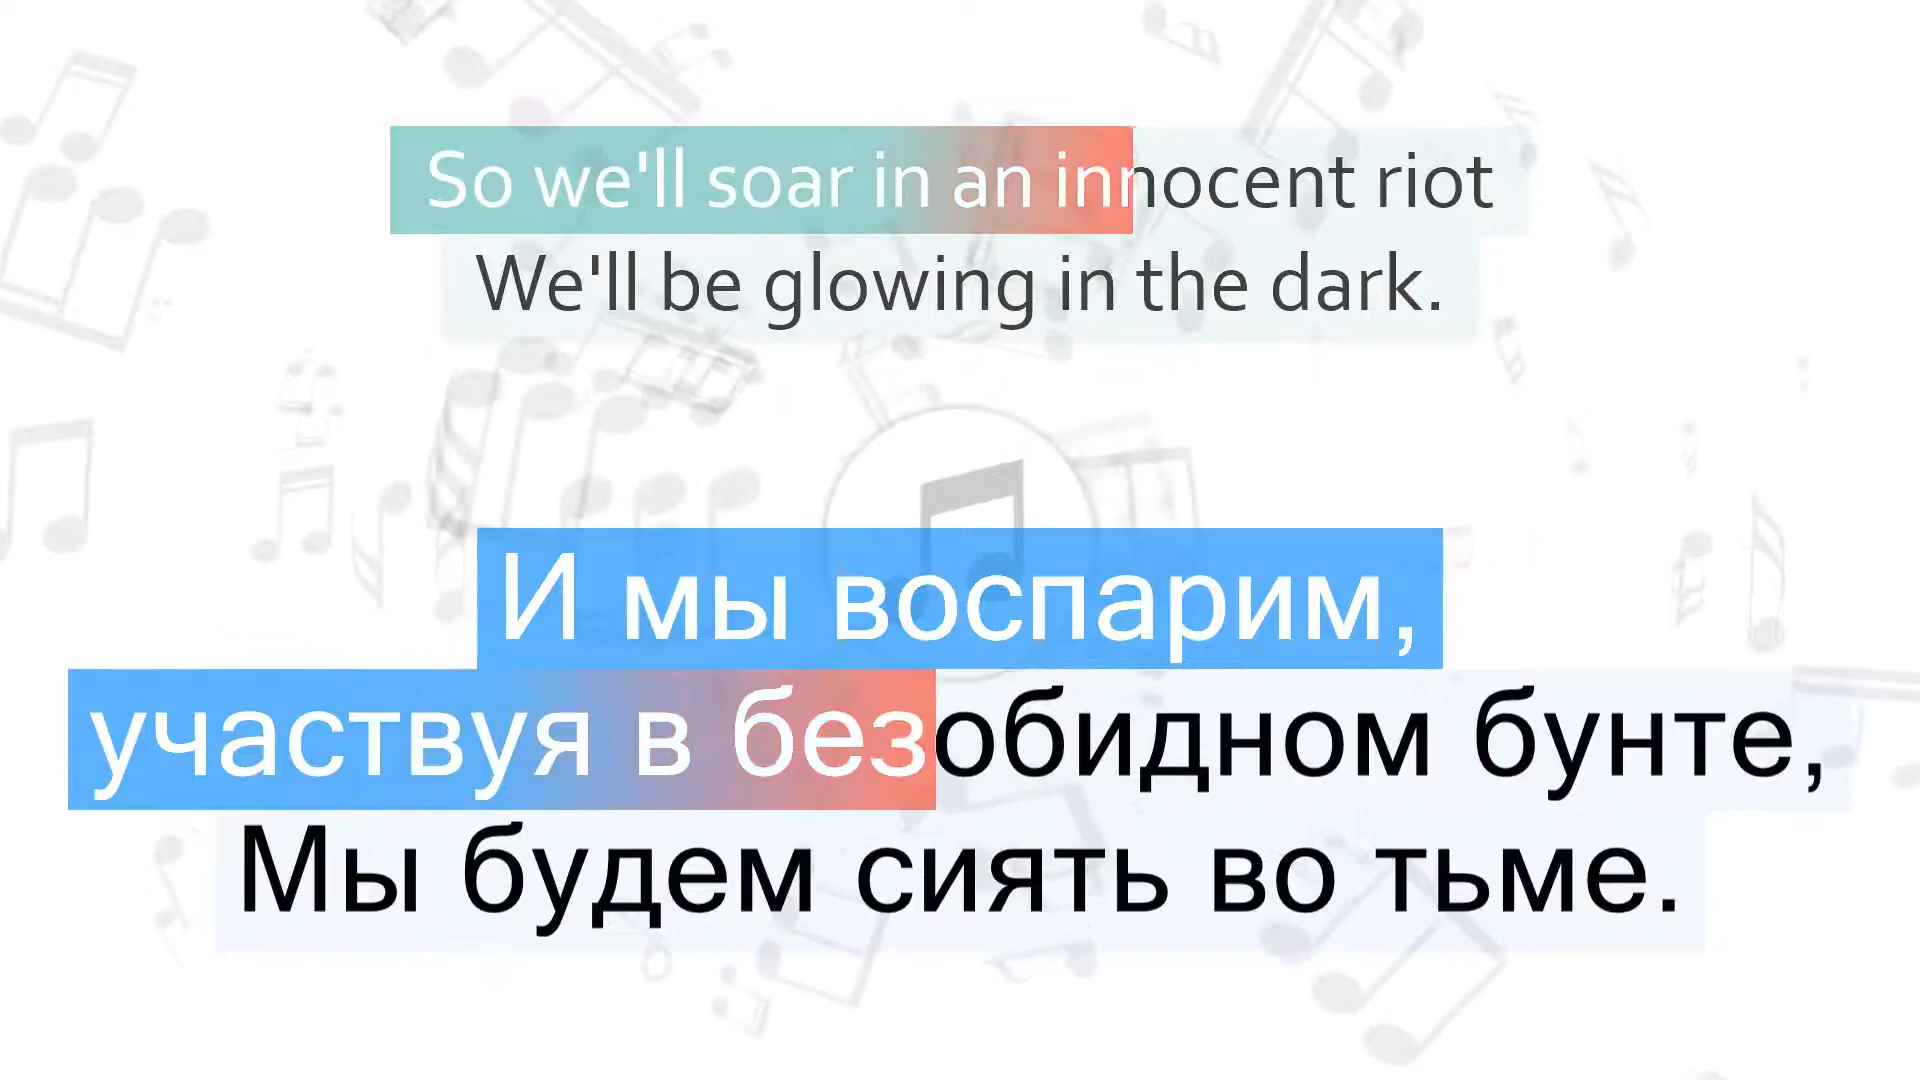 So we'll soar in an innocent riot
We'll be glowing in the dark.
И мы воспарим,
участвуя в безобидном бунте,
Мы будем сиять во тьме.